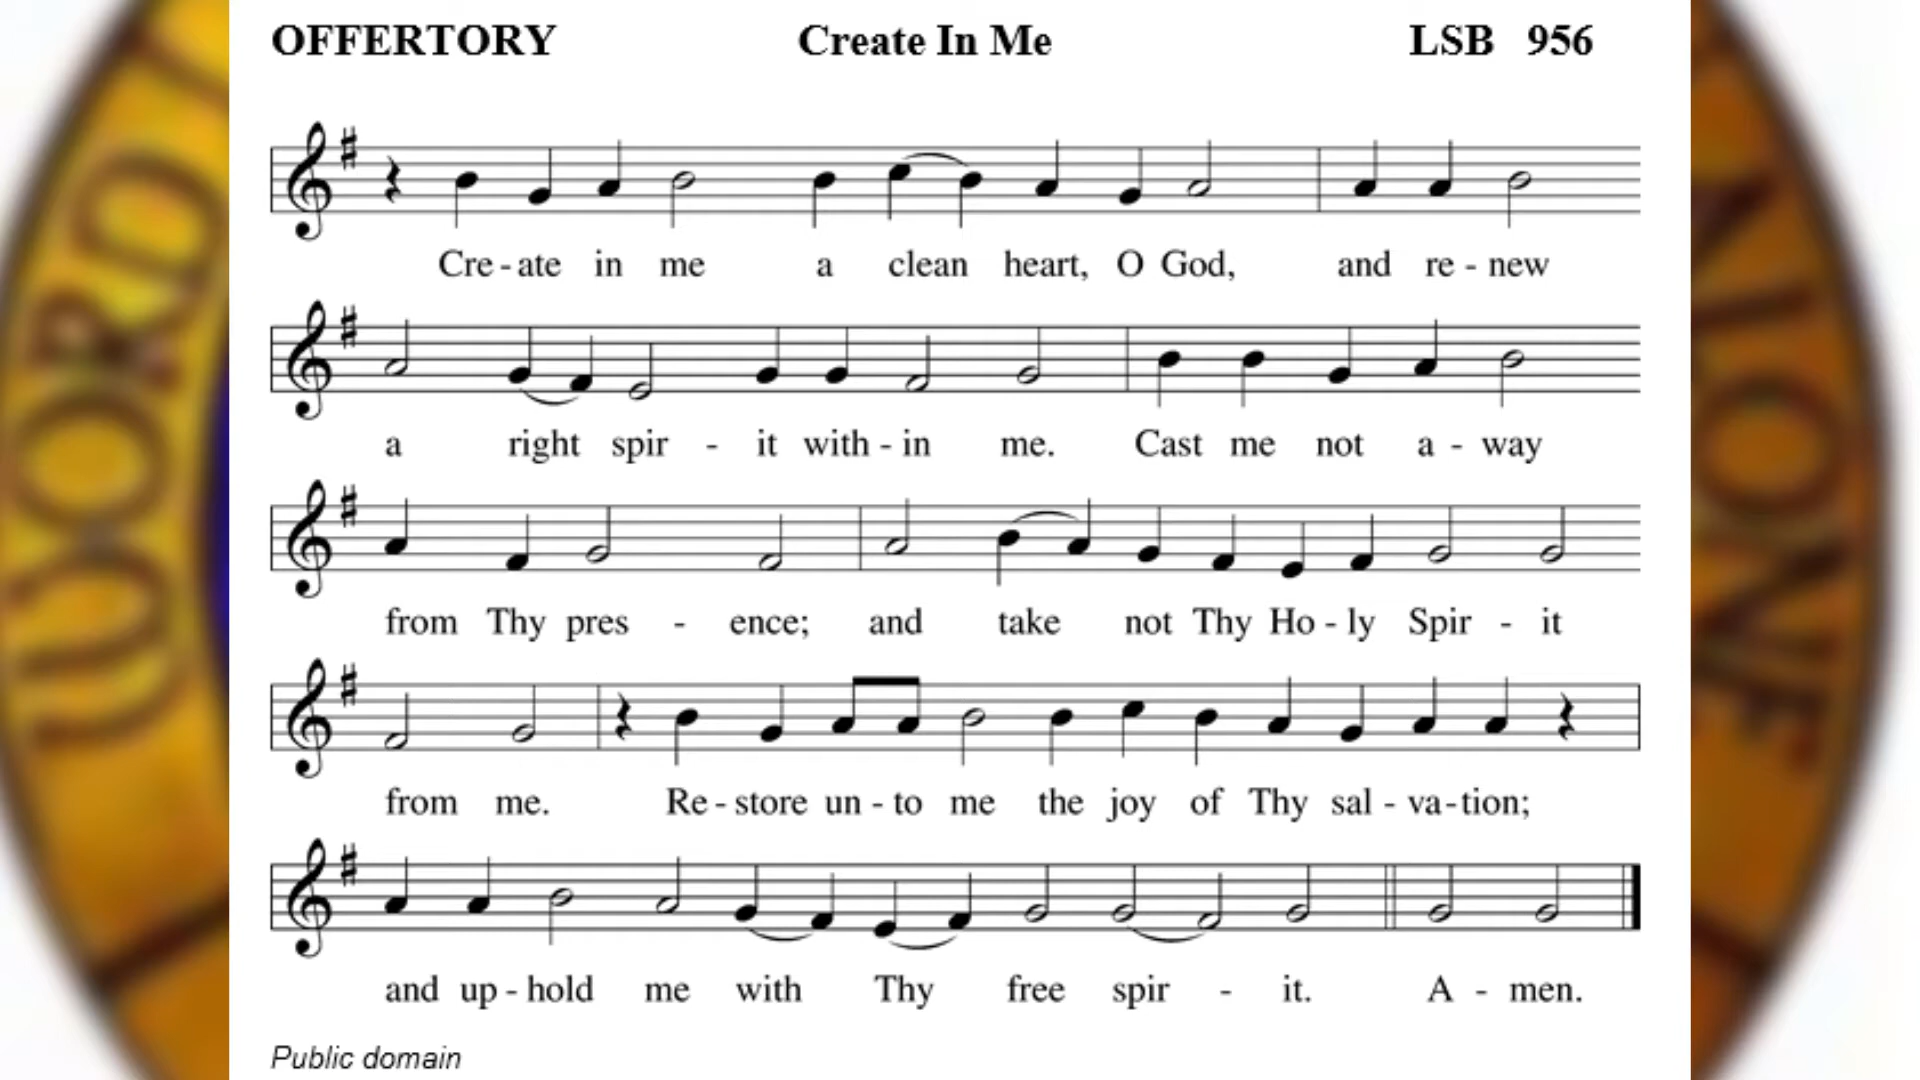 OFFERTORY Create In Me LSB 956
Cre - ate in me a clean heart, O God, and re - new
a right spir - it with - in me. Cast me not a - way
from Thy pres - ence; and take not Thy Ho - ly Spir - it
from me. Re - store un - to me the joy of Thy sal - va - tion;
and up - hold me with Thy free spir - it. A - men.
Public domain
WORD